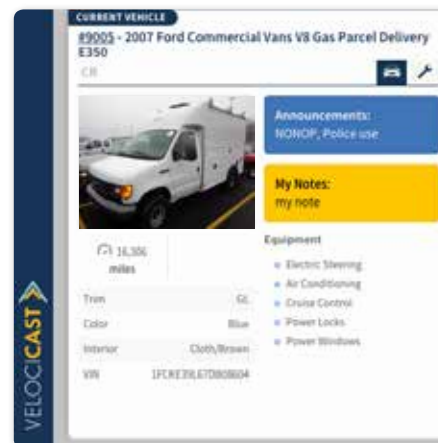 CURRENT VEHICLE
#9005 - 2007 Ford Commercial Vans V8 Gas Parcel Delivery
E350
CR
Announcements:
NONOP, Police use
My Notes:
my note
16,306
miles
Equipment
Electric Steering
Air Conditioning
Cruise Control
Power Locks
Power Windows
Trim GL
Color Blue
Interior Cloth/Brown
VIN
VELOCICAST